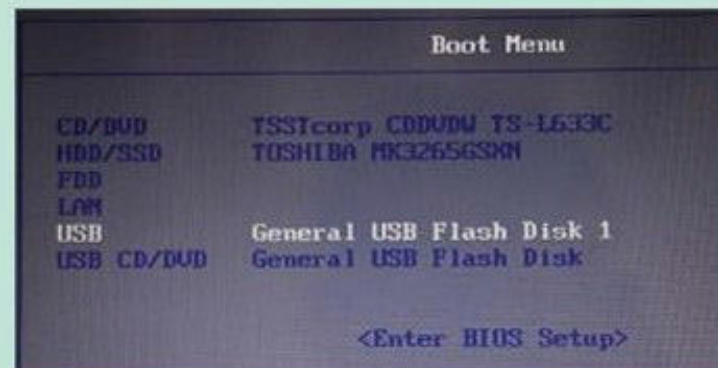 Boot Menu
CD/DVD TSSTcorp CDDVDW TS-L633C
HDD/SSD TOSHIBA MK3265GSXN
FDD
LAN
USB General USB Flash Disk 1
USB CD/DVD General USB Flash Disk
<Enter BIOS Setup>